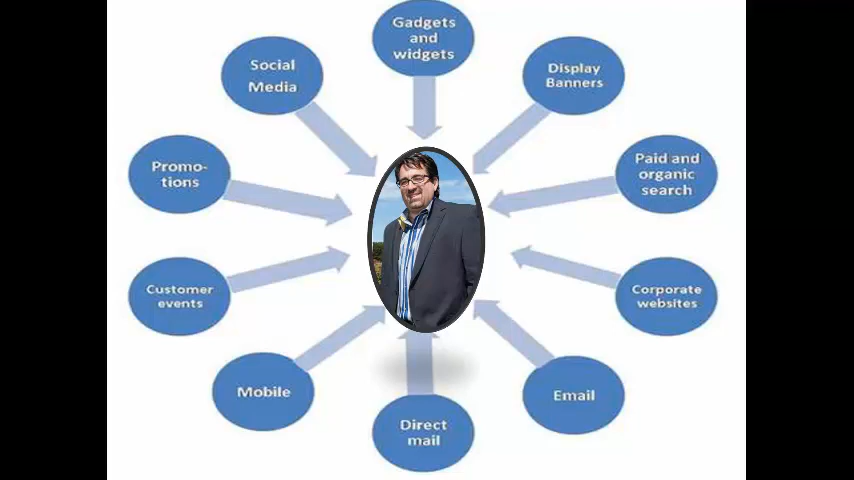 Gadgets
and
widgets
Display
Banners
Paid and
organic
search
Corporate
websites
Email
Direct
mail
Mobile
Customer
events
Promo-
tions
Social
Media